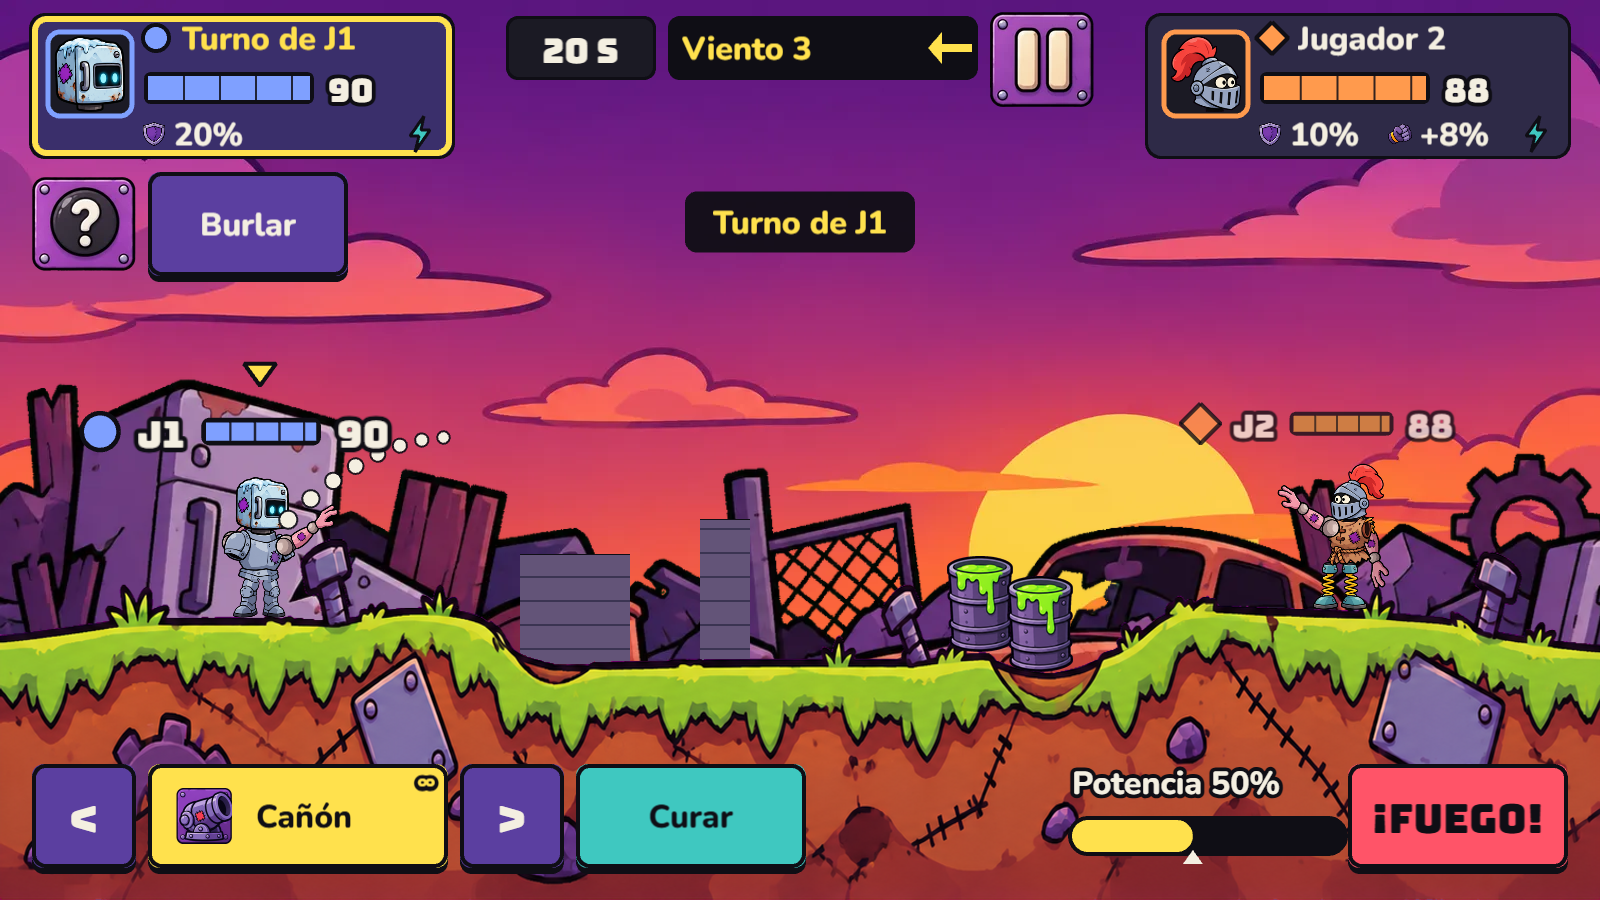 Turno de J1
90
20%
20 S
Viento 3
Jugador 2
88
10%
+8%
?
Burlar
Turno de J1
J1
90
J2
88
<
Cañón
∞
>
Curar
Potencia 50%
¡FUEGO!